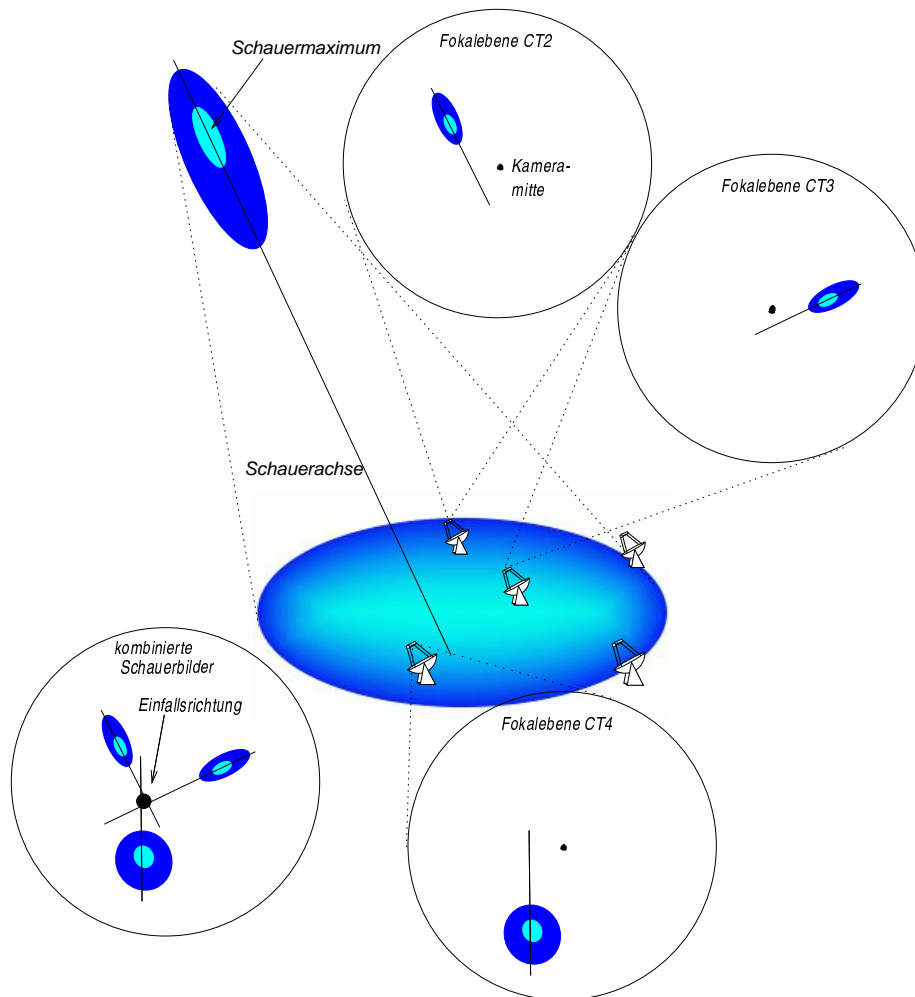 Schauermaximum
Fokalebene CT2
Kamera-
mitte
Fokalebene CT3
Schauerachse
kombinierte
Schauerbilder
Einfallsrichtung
Fokalebene CT4